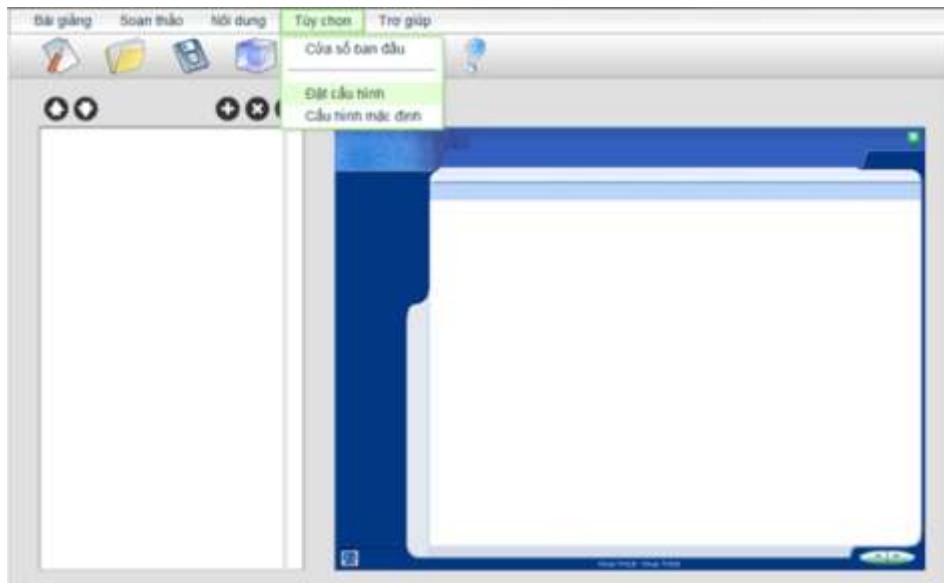 Bài giảng Soạn thảo Nội dung Tùy chọn Trợ giúp
Cửa sổ ban đầu
Đặt cấu hình
Cấu hình mặc định